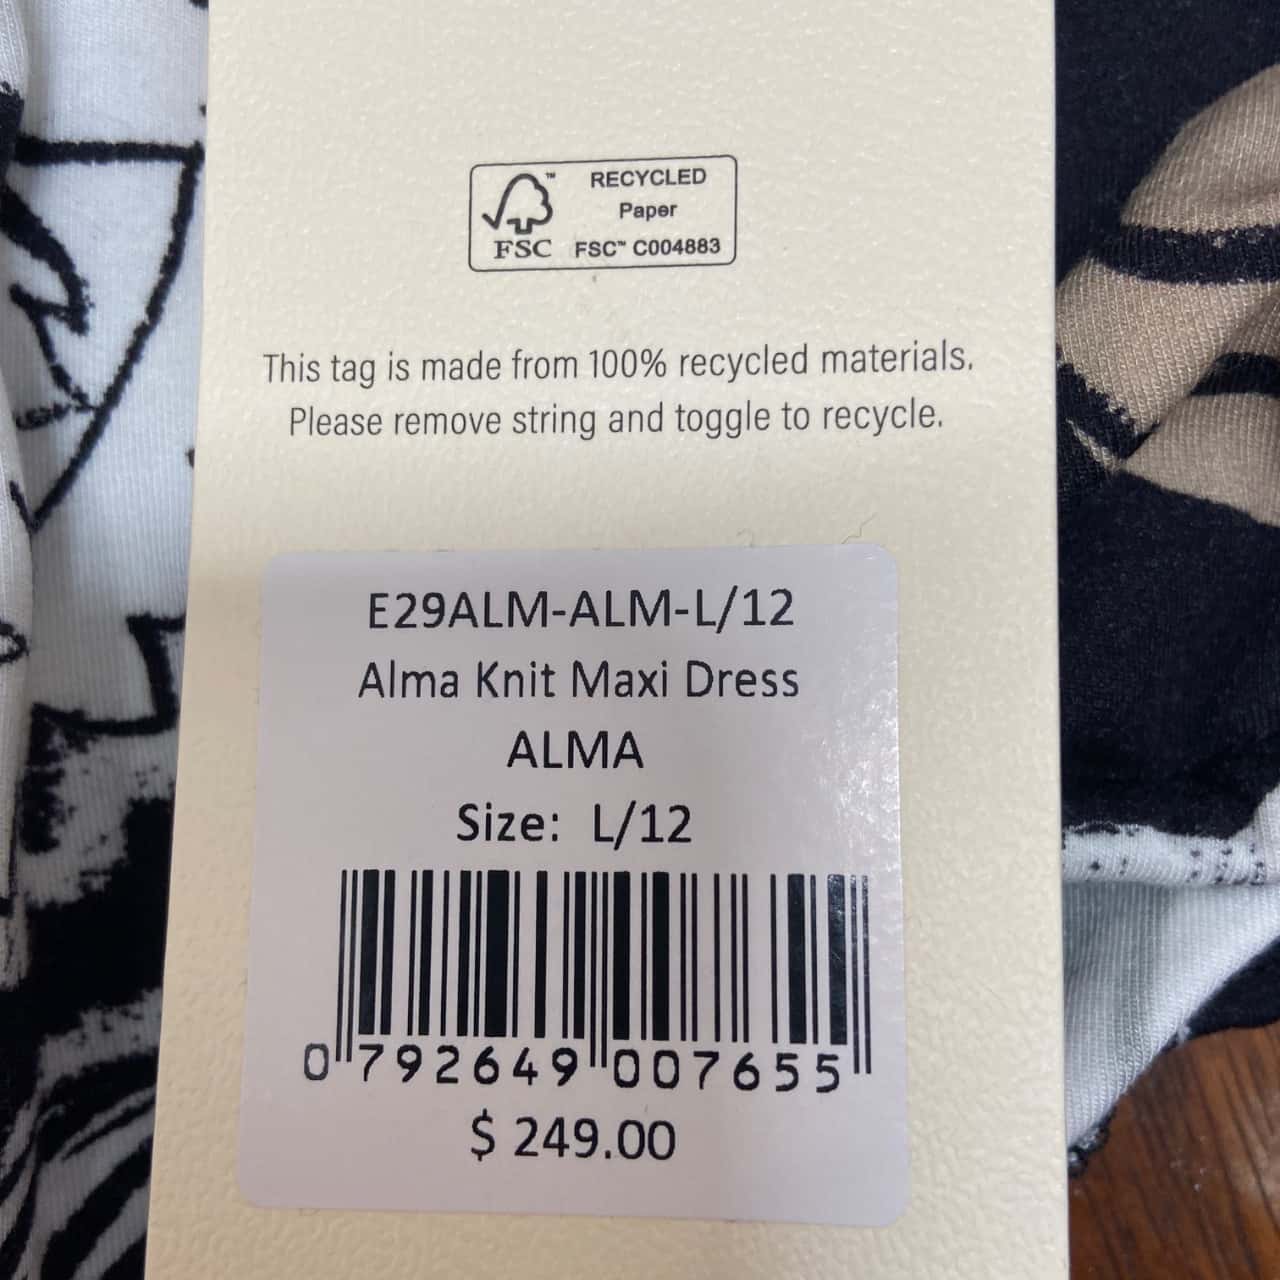 RECYCLED
Paper
FSC™ C004883
™
FSC
This tag is made from 100% recycled materials.
Please remove string and toggle to recycle.
E29ALM-ALM-L/12
Alma Knit Maxi Dress
ALMA
Size: L/12
0 792649 007655
$ 249.00